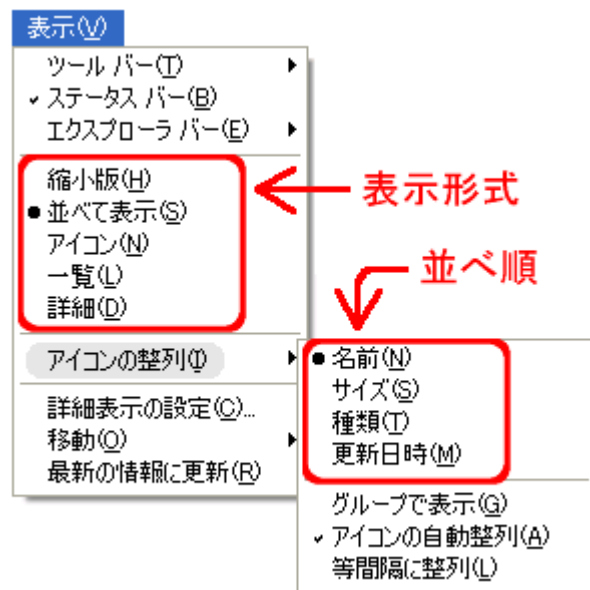 表示(V)
ツール バー(T)
ステータス バー(B)
エクスプローラ バー(E)
縮小版(H)
並べて表示(S)
アイコン(N)
一覧(L)
詳細(D)
表示形式
並べ順
アイコンの整列(I)
詳細表示の設定(C)...
移動(O)
最新の情報に更新(R)
名前(N)
サイズ(S)
種類(T)
更新日時(M)
グループで表示(G)
アイコンの自動整列(A)
等間隔に整列(L)